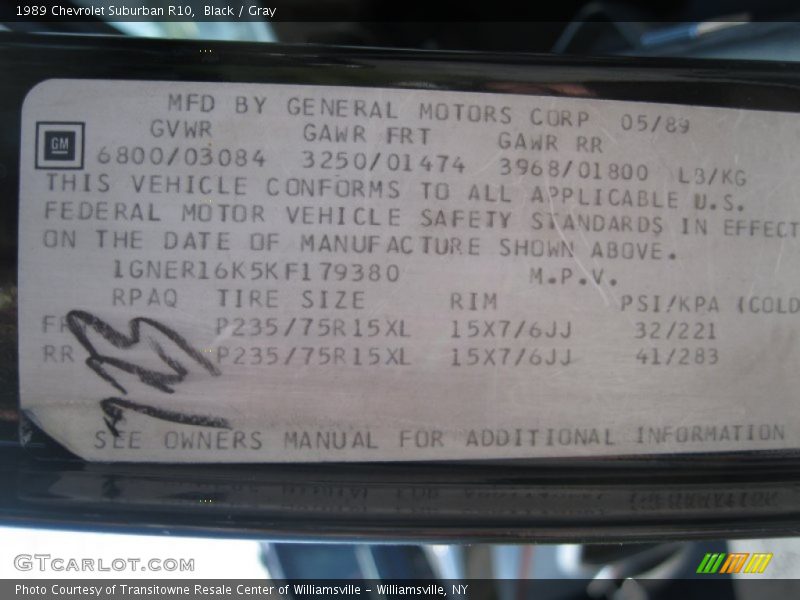 1989 Chevrolet Suburban R10, Black / Gray
MFD BY GENERAL MOTORS CORP 05/89
GVWR GAWR FRT GAWR RR
GM
6800/03084 3250/01474 3968/01800 LB/KG
THIS VEHICLE CONFORMS TO ALL APPLICABLE U.S.
FEDERAL MOTOR VEHICLE SAFETY STANDARDS IN EFFECT
ON THE DATE OF MANUFACTURE SHOWN ABOVE.
1GNER16K5KF179380 M.P.V.
RPAQ TIRE SIZE RIM PSI/KPA (COLD
P235/75R15XL 15X7/6JJ 32/221
RR P235/75R15XL 15X7/6JJ 41/283
SEE OWNERS MANUAL FOR ADDITIONAL INFORMATION
GTCARLOT.COM
Photo Courtesy of Transitowne Resale Center of Williamsville - Williamsville, NY